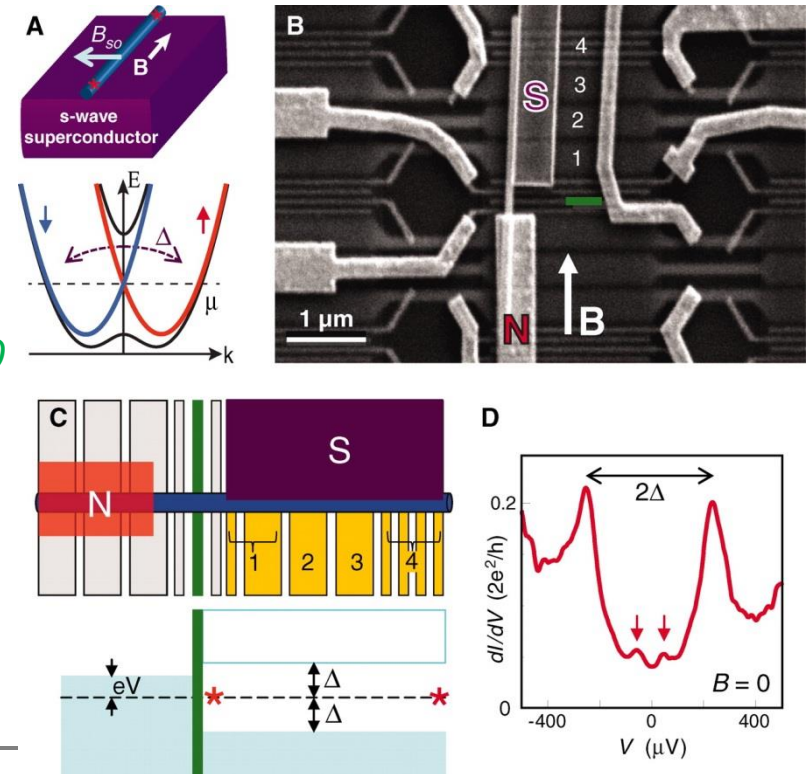 A
B_so
B
s-wave
superconductor
E
Δ
μ
k
B
4
3
S
2
1
1 μm
N
B
C
S
N
1
2
3
4
eV
Δ
Δ
D
2Δ
0.2
dI/dV (2e²/h)
B = 0
0
-400
0
400
V (μV)